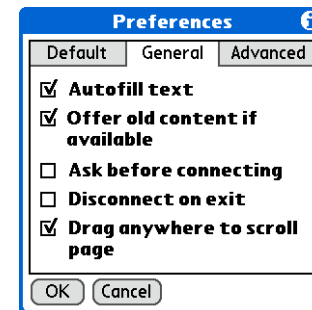 Preferences
Default General Advanced
Autofill text
Offer old content if
available
Ask before connecting
Disconnect on exit
Drag anywhere to scroll
page
OK Cancel